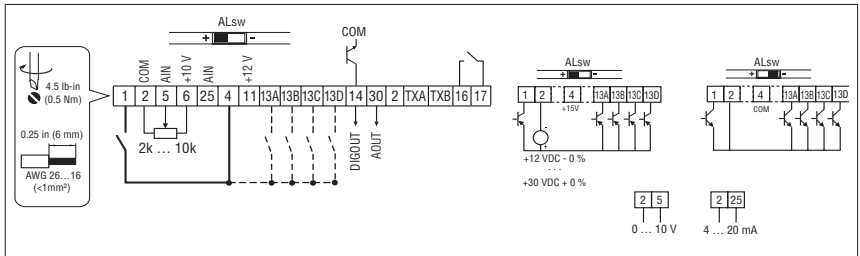 ALsw
+ -
COM
4.5 lb-in
(0.5 Nm)
0.25 in (6 mm)
AWG 26…16
(<1mm²)
COM
AIN
+10 V
AIN
+12 V
1 2 5 6 25 4 11 13A 13B 13C 13D 14 30 2 TXA TXB 16 17
2k … 10k
DIGOUT
AOUT
ALsw
+ -
1 2 4 13A 13B 13C 13D
+15V
+12 VDC - 0 %
...
+30 VDC + 0 %
ALsw
+ -
1 2 4 13A 13B 13C 13D
COM
2 5
0 … 10 V
2 25
4 … 20 mA